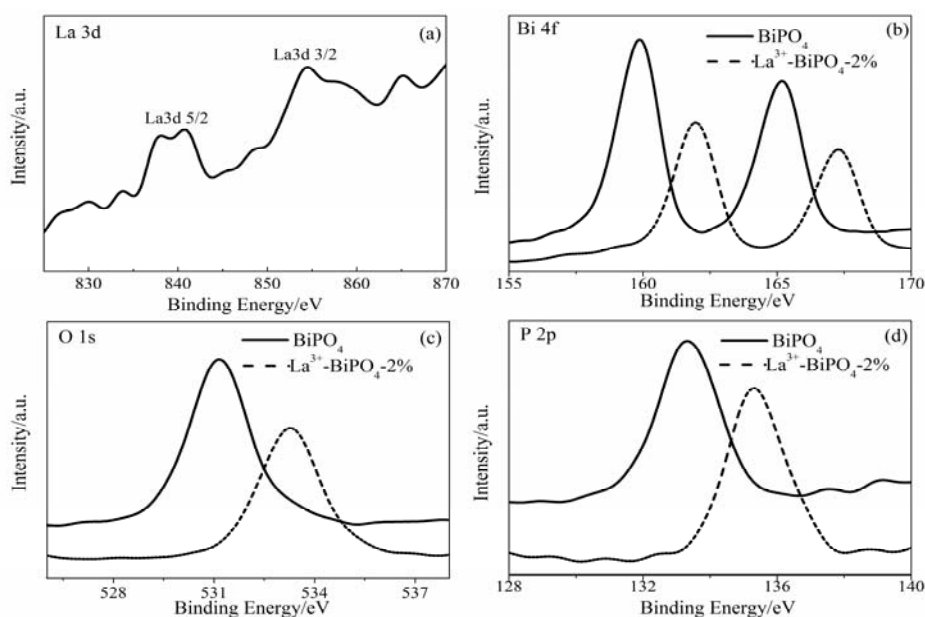 La 3d
(a)
La3d 3/2
La3d 5/2
Intensity/a.u.
830 840 850 860 870
Binding Energy/eV
Bi 4f
(b)
BiPO₄
La³⁺-BiPO₄-2%
Intensity/a.u.
155 160 165 170
Binding Energy/eV
O 1s
(c)
BiPO₄
La³⁺-BiPO₄-2%
Intensity/a.u.
528 531 534 537
Binding Energy/eV
P 2p
(d)
BiPO₄
La³⁺-BiPO₄-2%
Intensity/a.u.
128 132 136 140
Binding Energy/eV